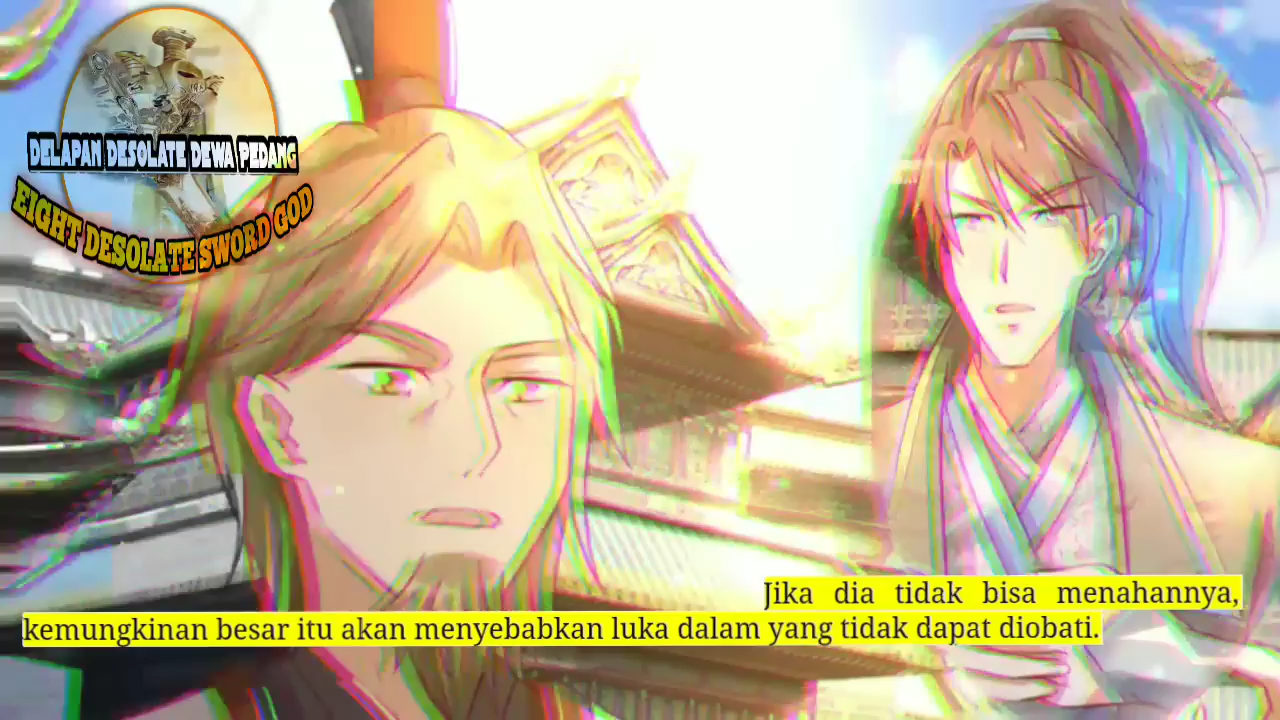 DELAPAN DESOLATE DEWA PEDANG
EIGHT DESOLATE SWORD GOD
Jika dia tidak bisa menahannya,
kemungkinan besar itu akan menyebabkan luka dalam yang tidak dapat diobati.